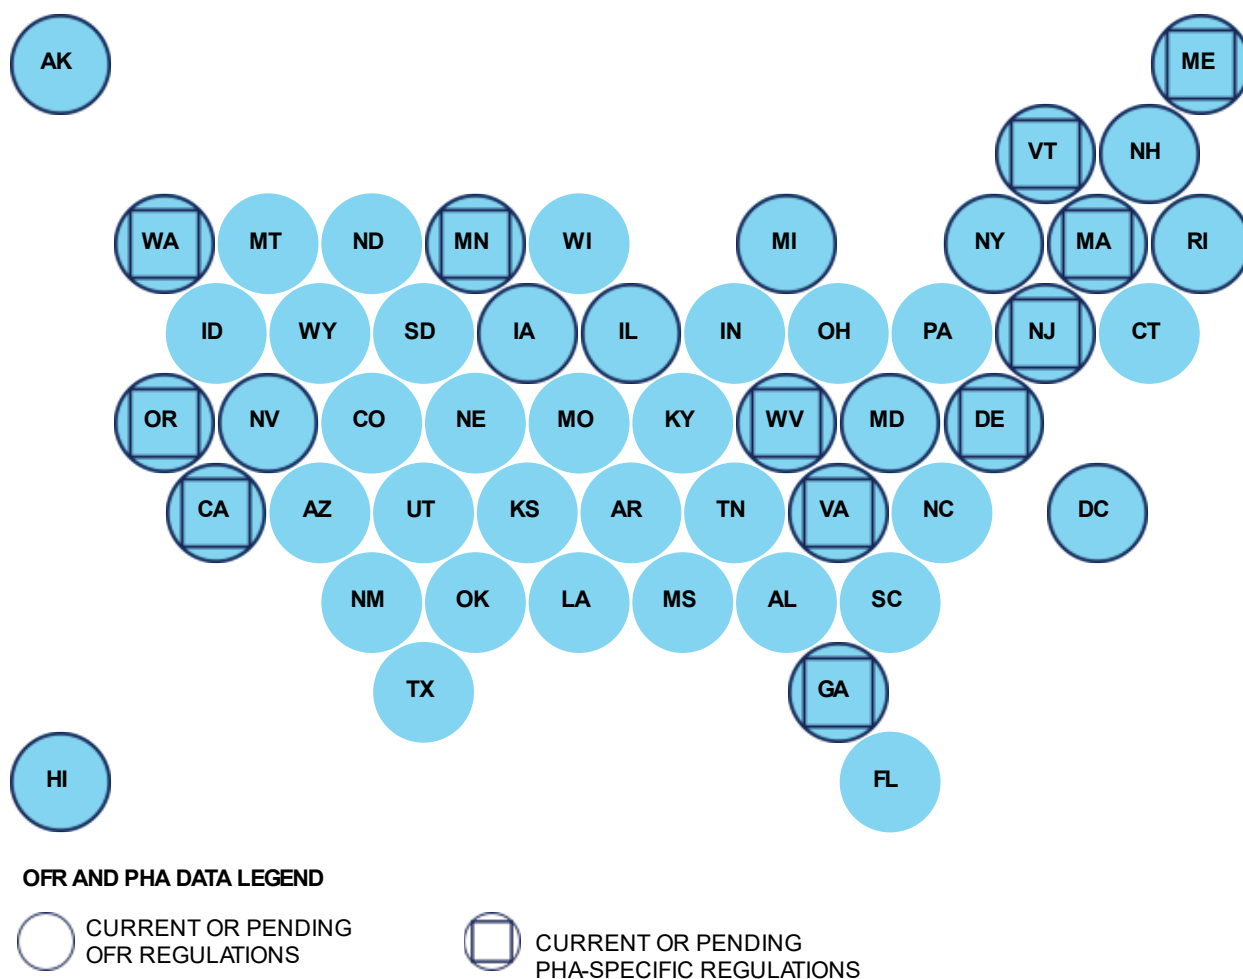 AK
ME
VT NH
WA MT ND MN WI MI NY MA RI
ID WY SD IA IL IN OH PA NJ CT
OR NV CO NE MO KY WV MD DE
CA AZ UT KS AR TN VA NC DC
NM OK LA MS AL SC
TX GA
HI FL
OFR AND PHA DATA LEGEND
CURRENT OR PENDING
OFR REGULATIONS
CURRENT OR PENDING
PHA-SPECIFIC REGULATIONS